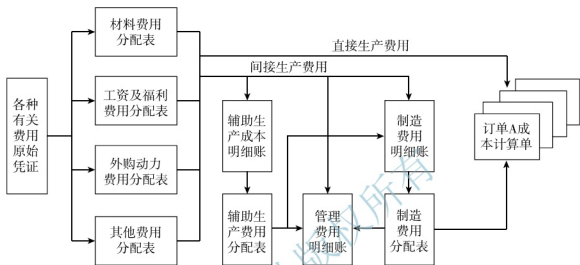 各种
有关
费用
原始
凭证
材料费用
分配表
工资及福利
费用分配表
外购动力
费用分配表
其他费用
分配表
直接生产费用
间接生产费用
辅助生
产成本
明细账
辅助生
产费用
分配表
管理
费用
明细账
制造
费用
明细账
制造
费用
分配表
订单A成
本计算单
版权所有